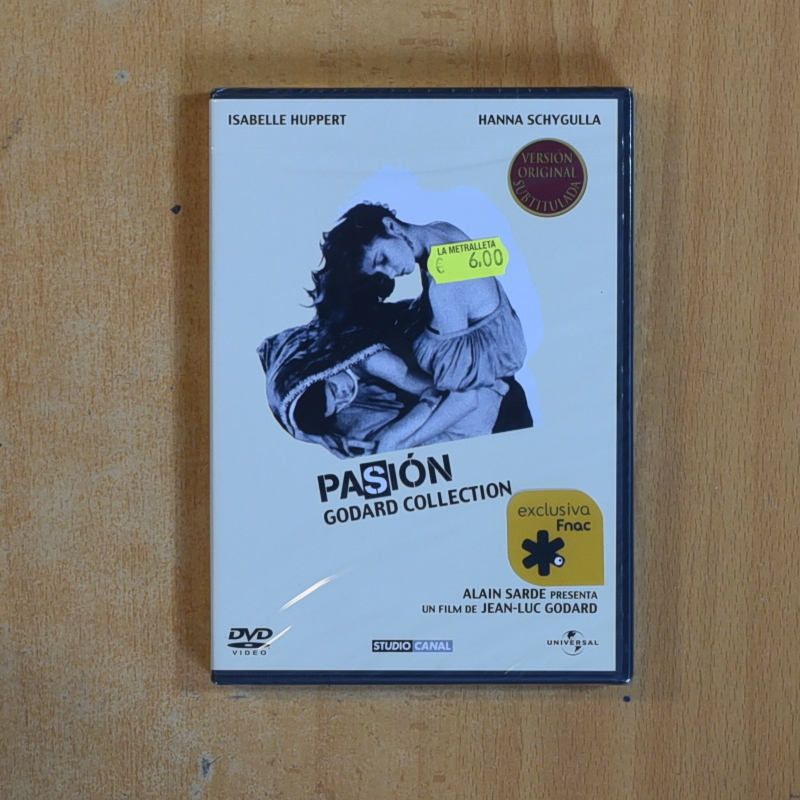 ISABELLE HUPPERT
HANNA SCHYGULLA
VERSIÓN
ORIGINAL
SUBTITULADA
LA METRALLETA
€ 6,00
PASIÓN
GODARD COLLECTION
exclusiva
Fnac
ALAIN SARDE PRESENTA
UN FILM DE JEAN-LUC GODARD
DVD
VIDEO
STUDIO CANAL
UNIVERSAL